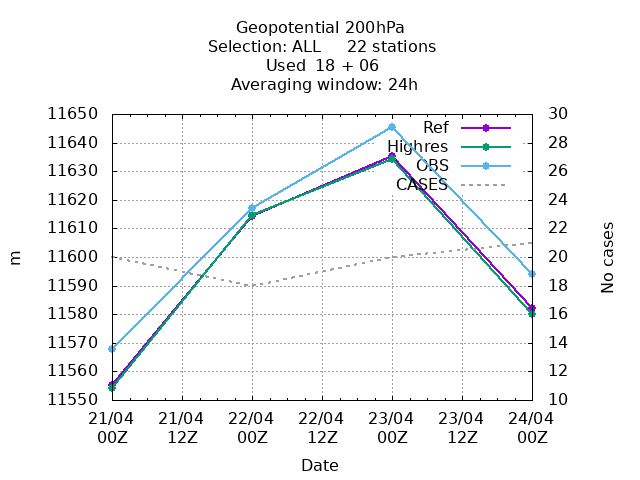 Geopotential 200hPa
Selection: ALL 22 stations
Used 18 + 06
Averaging window: 24h
11650
11640
11630
11620
11610
11600
11590
11580
11570
11560
11550
m
30
28
26
24
22
20
18
16
14
12
10
No cases
Ref
Highres
OBS
CASES
21/04 21/04 22/04 22/04 23/04 23/04 24/04
00Z 12Z 00Z 12Z 00Z 12Z 00Z
Date